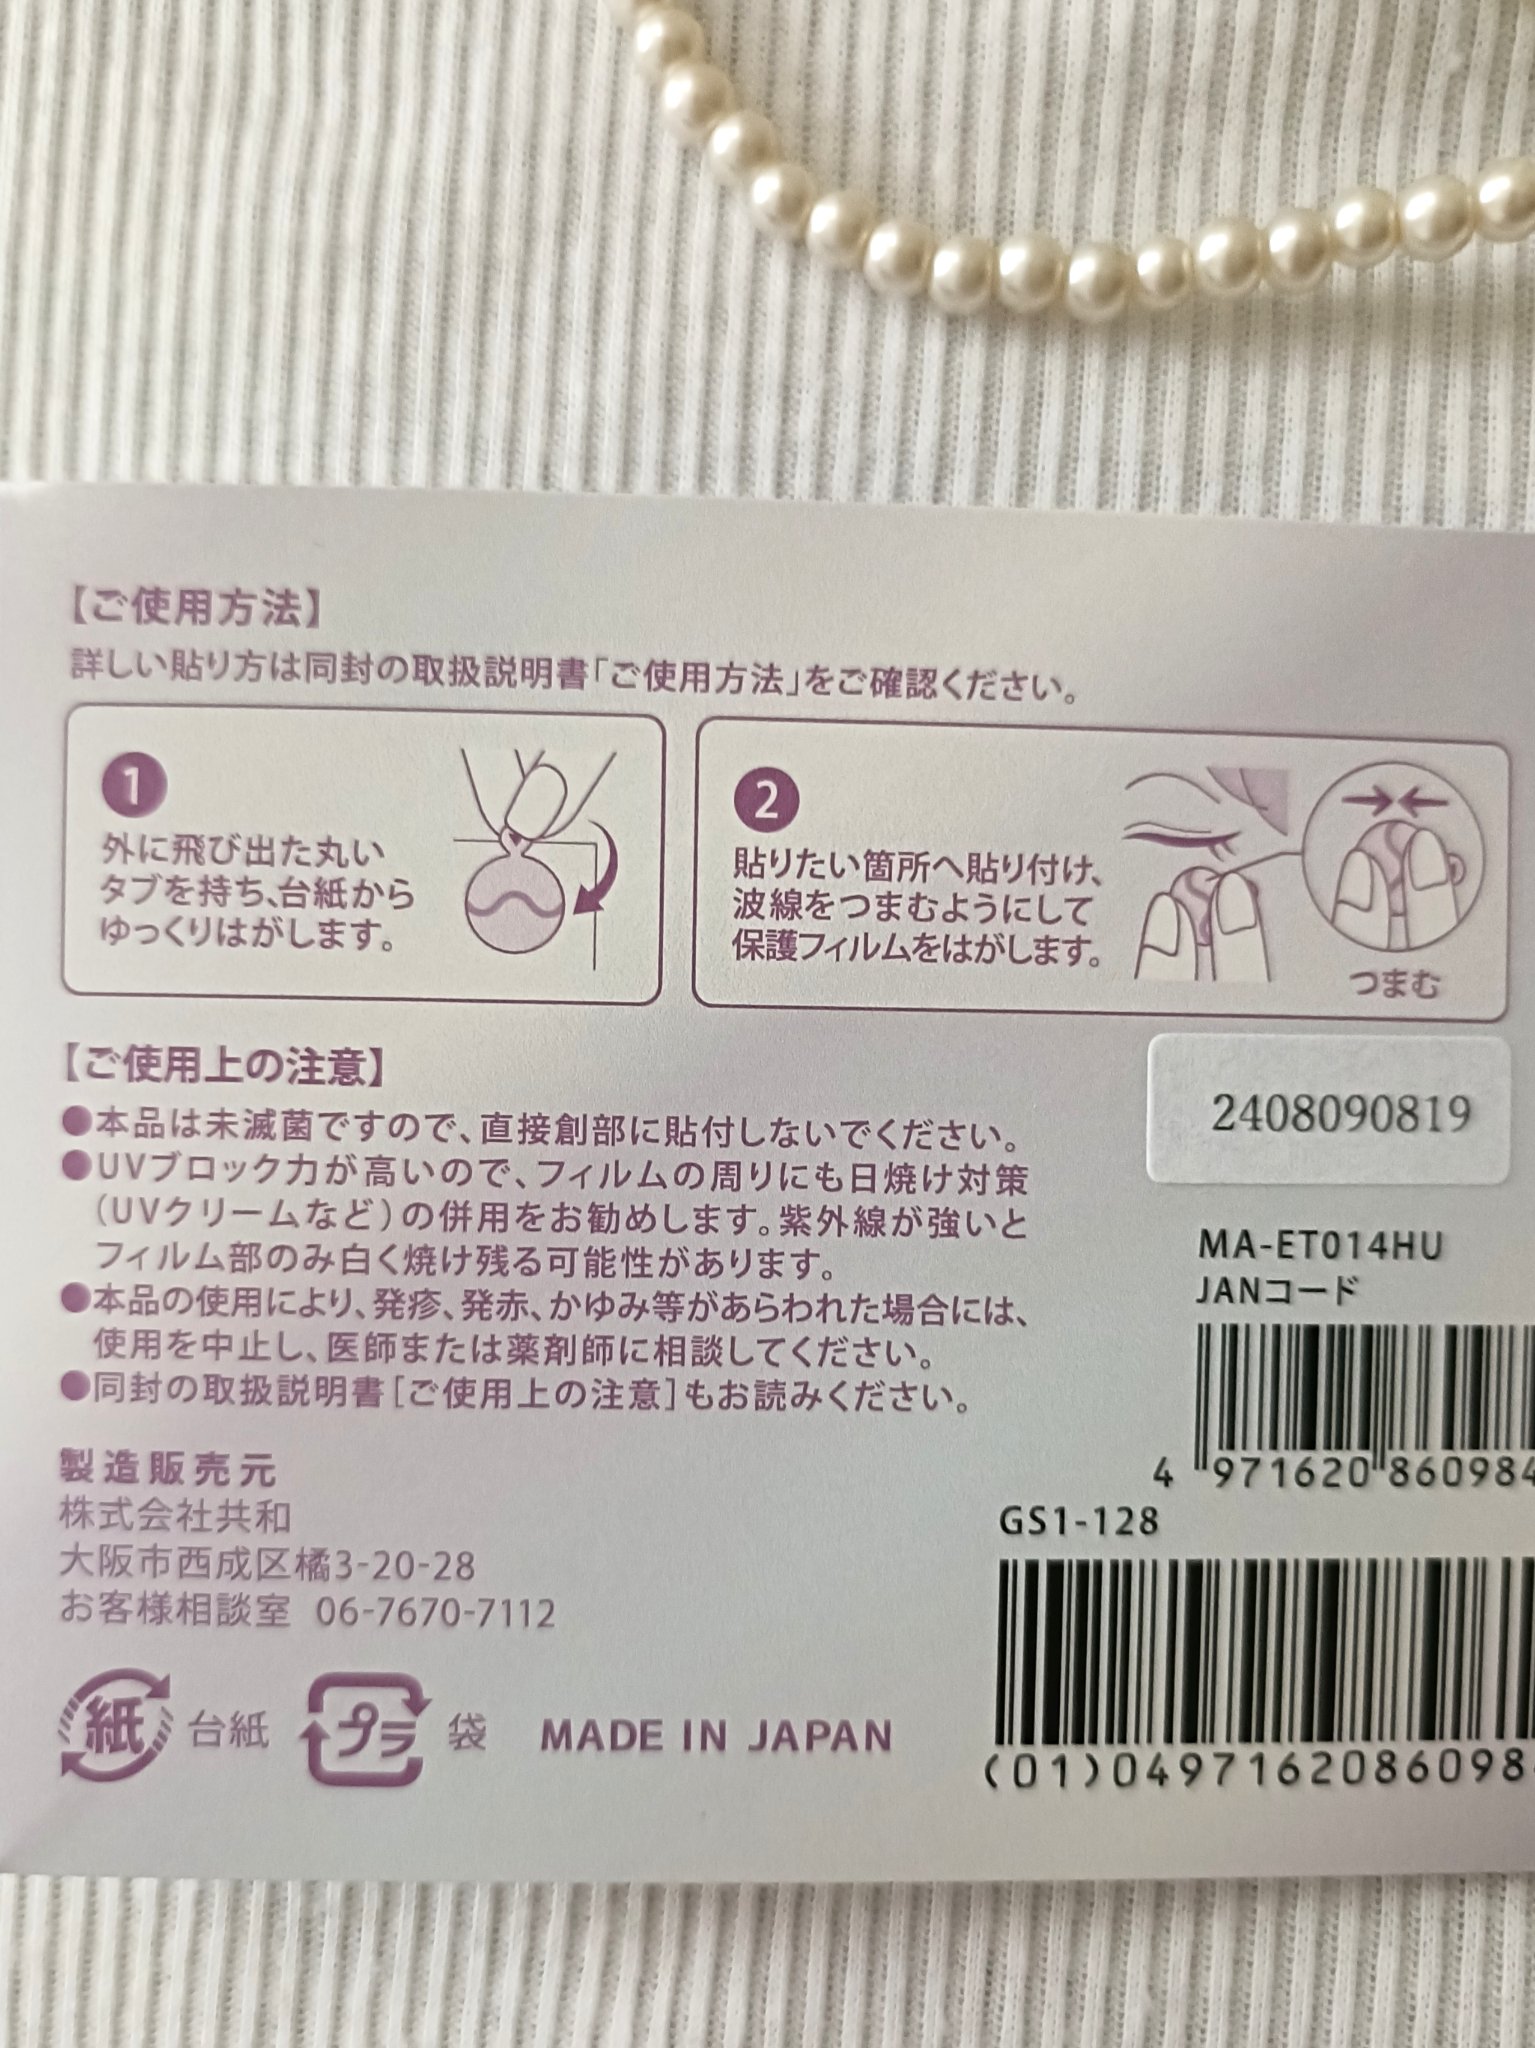 【ご使用方法】
詳しい貼り方は同封の取扱説明書「ご使用方法」をご確認ください。
1
外に飛び出た丸い
タブを持ち、台紙から
ゆっくりはがします。
2
貼りたい箇所へ貼り付け、
波線をつまむようにして
保護フィルムをはがします。
つまむ
【ご使用上の注意】
●本品は未滅菌ですので、直接創部に貼付しないでください。
●UVブロック力が高いので、フィルムの周りにも日焼け対策
（UVクリームなど）の併用をお勧めします。紫外線が強いと
フィルム部のみ白く焼け残る可能性があります。
●本品の使用により、発疹、発赤、かゆみ等があらわれた場合には、
使用を中止し、医師または薬剤師に相談してください。
●同封の取扱説明書［ご使用上の注意］もお読みください。
2408090819
MA-ET014HU
JANコード
4 971620 860984
製造販売元
株式会社共和
大阪市西成区橘3-20-28
お客様相談室 06-7670-7112
GS1-128
(01)0497162086098
紙 台紙 プラ 袋 MADE IN JAPAN